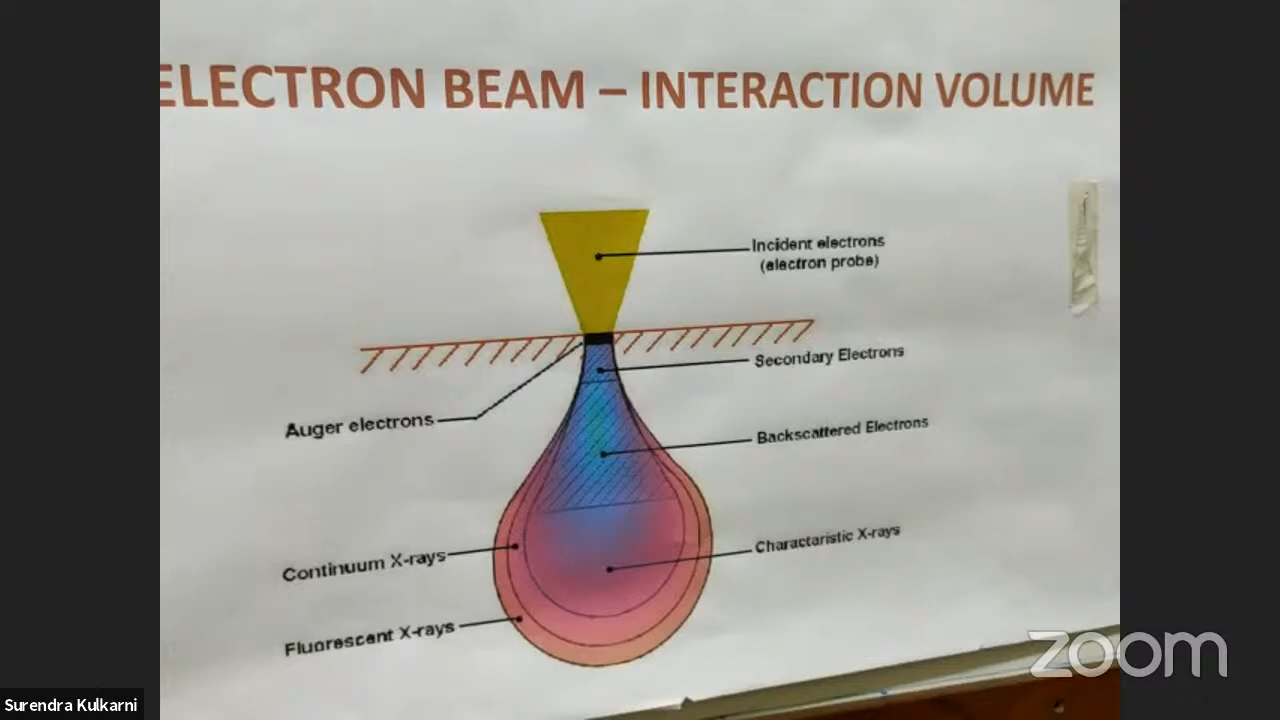 ELECTRON BEAM – INTERACTION VOLUME
Incident electrons
(electron probe)
Secondary Electrons
Auger electrons
Backscattered Electrons
Charactaristic X-rays
Continuum X-rays
Fluorescent X-rays
zoom
Surendra Kulkarni